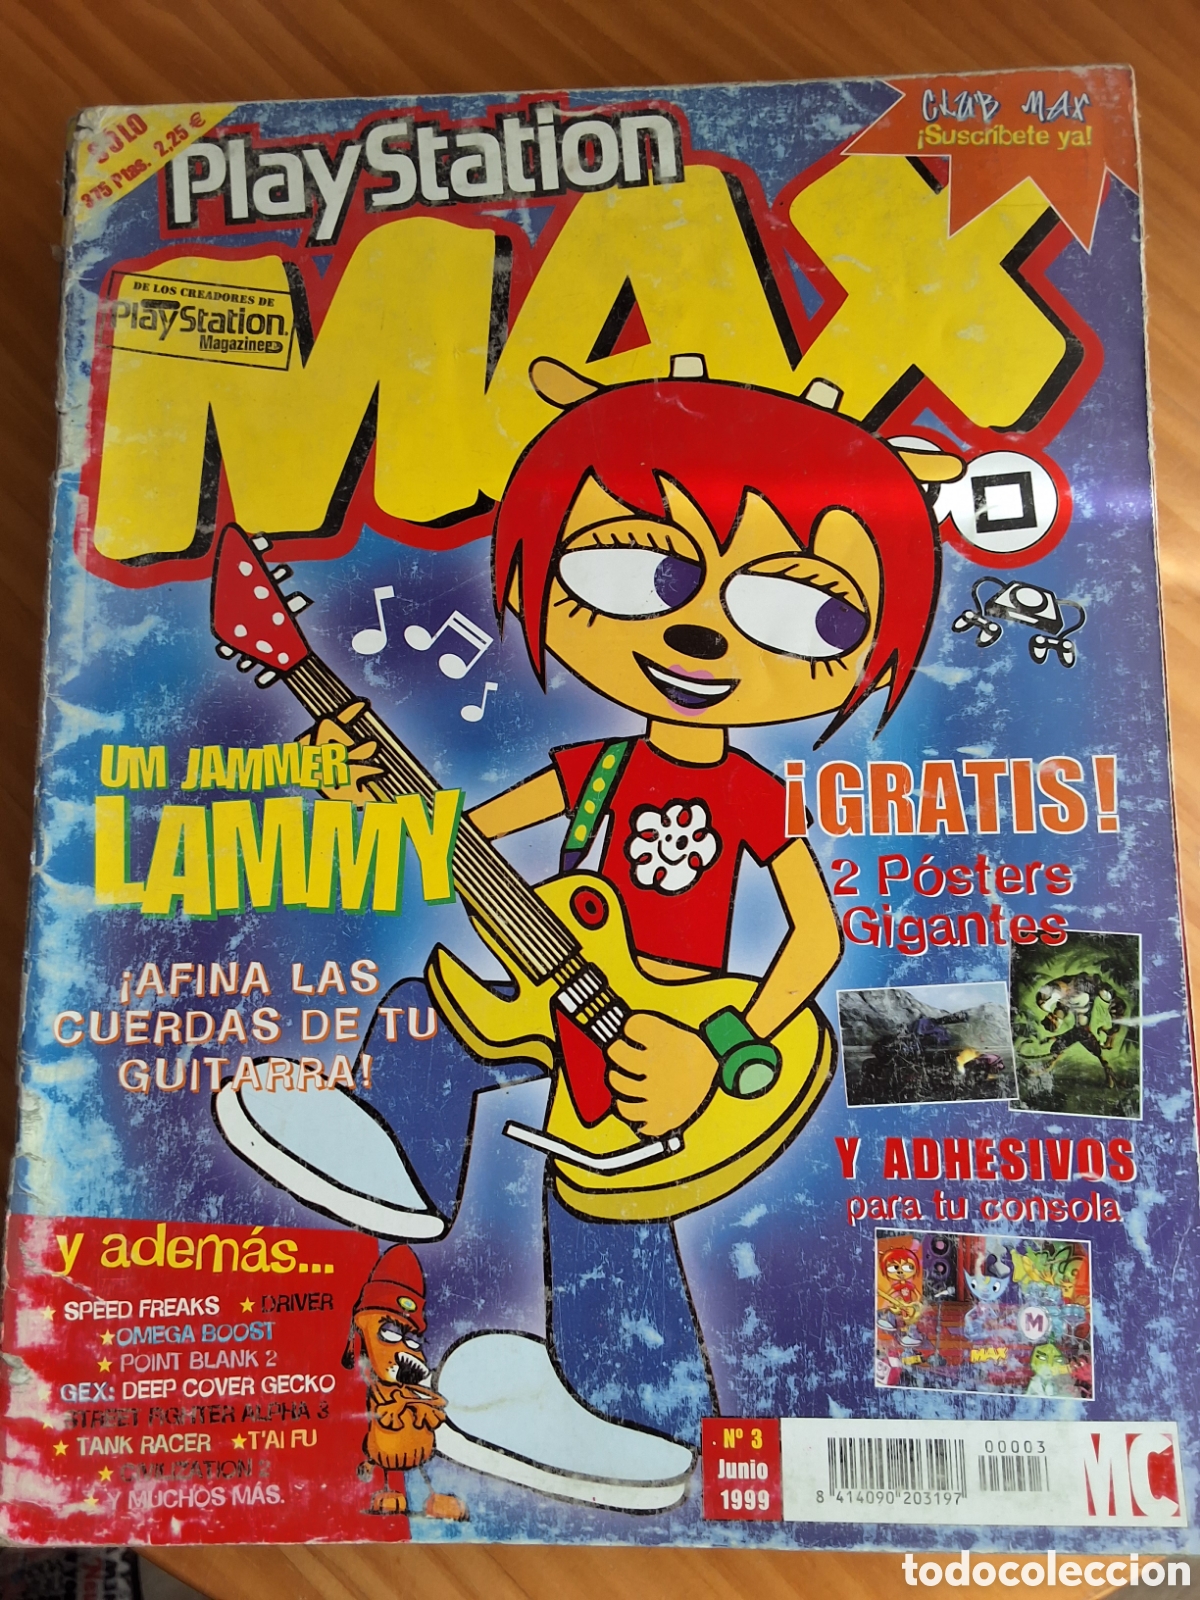 SÓLO
375 Ptas. 2.25 €
PlayStation
MAX
CLUB MAX
¡Suscríbete ya!
DE LOS CREADORES DE
PlayStation
Magazine
UM JAMMER
LAMMY
¡AFINA LAS
CUERDAS DE TU
GUITARRA!
¡GRATIS!
2 Pósters
Gigantes
Y ADHESIVOS
para tu consola
M
MAX
y además...
★ SPEED FREAKS ★ DRIVER
★ OMEGA BOOST
★ POINT BLANK 2
★ GEX: DEEP COVER GECKO
★ STREET FIGHTER ALPHA 3
★ TANK RACER ★ T'AI FU
★ CIVILIZATION 2
★ Y MUCHOS MÁS.
Nº 3
Junio
1999
00003
8 414090 203197
MC
todocoleccion